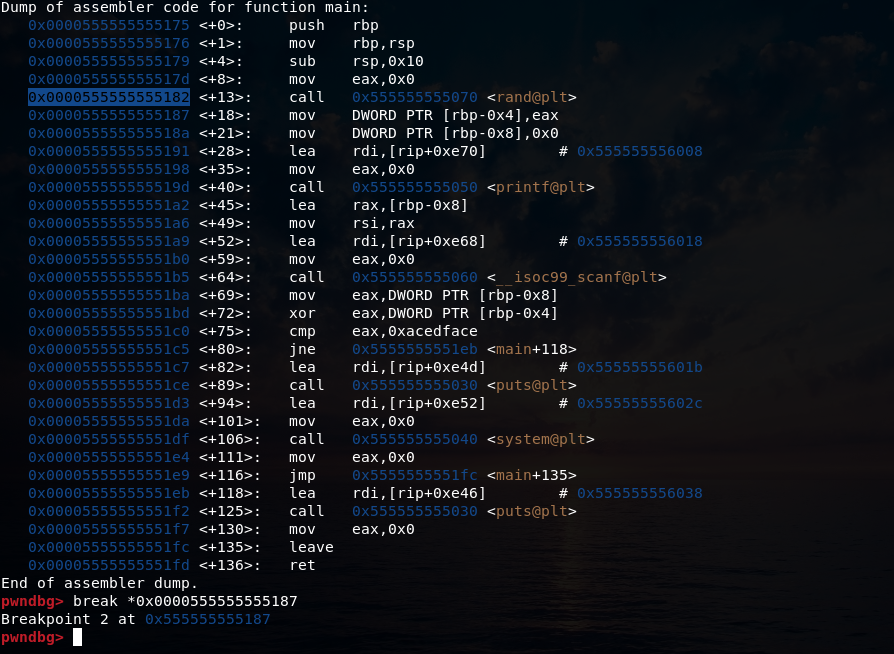 Dump of assembler code for function main:
   0x0000555555555175 <+0>:     push   rbp
   0x0000555555555176 <+1>:     mov    rbp,rsp
   0x0000555555555179 <+4>:     sub    rsp,0x10
   0x000055555555517d <+8>:     mov    eax,0x0
   0x0000555555555182 <+13>:    call   0x555555555070 <rand@plt>
   0x0000555555555187 <+18>:    mov    DWORD PTR [rbp-0x4],eax
   0x000055555555518a <+21>:    mov    DWORD PTR [rbp-0x8],0x0
   0x0000555555555191 <+28>:    lea    rdi,[rip+0xe70]        # 0x555555556008
   0x0000555555555198 <+35>:    mov    eax,0x0
   0x000055555555519d <+40>:    call   0x555555555050 <printf@plt>
   0x00005555555551a2 <+45>:    lea    rax,[rbp-0x8]
   0x00005555555551a6 <+49>:    mov    rsi,rax
   0x00005555555551a9 <+52>:    lea    rdi,[rip+0xe68]        # 0x555555556018
   0x00005555555551b0 <+59>:    mov    eax,0x0
   0x00005555555551b5 <+64>:    call   0x555555555060 <__isoc99_scanf@plt>
   0x00005555555551ba <+69>:    mov    eax,DWORD PTR [rbp-0x8]
   0x00005555555551bd <+72>:    xor    eax,DWORD PTR [rbp-0x4]
   0x00005555555551c0 <+75>:    cmp    eax,0xacedface
   0x00005555555551c5 <+80>:    jne    0x5555555551eb <main+118>
   0x00005555555551c7 <+82>:    lea    rdi,[rip+0xe4d]        # 0x55555555601b
   0x00005555555551ce <+89>:    call   0x555555555030 <puts@plt>
   0x00005555555551d3 <+94>:    lea    rdi,[rip+0xe52]        # 0x55555555602c
   0x00005555555551da <+101>:   mov    eax,0x0
   0x00005555555551df <+106>:   call   0x555555555040 <system@plt>
   0x00005555555551e4 <+111>:   mov    eax,0x0
   0x00005555555551e9 <+116>:   jmp    0x5555555551fc <main+135>
   0x00005555555551eb <+118>:   lea    rdi,[rip+0xe46]        # 0x555555556038
   0x00005555555551f2 <+125>:   call   0x555555555030 <puts@plt>
   0x00005555555551f7 <+130>:   mov    eax,0x0
   0x00005555555551fc <+135>:   leave
   0x00005555555551fd <+136>:   ret
End of assembler dump.
pwndbg> break *0x0000555555555187
Breakpoint 2 at 0x555555555187
pwndbg>